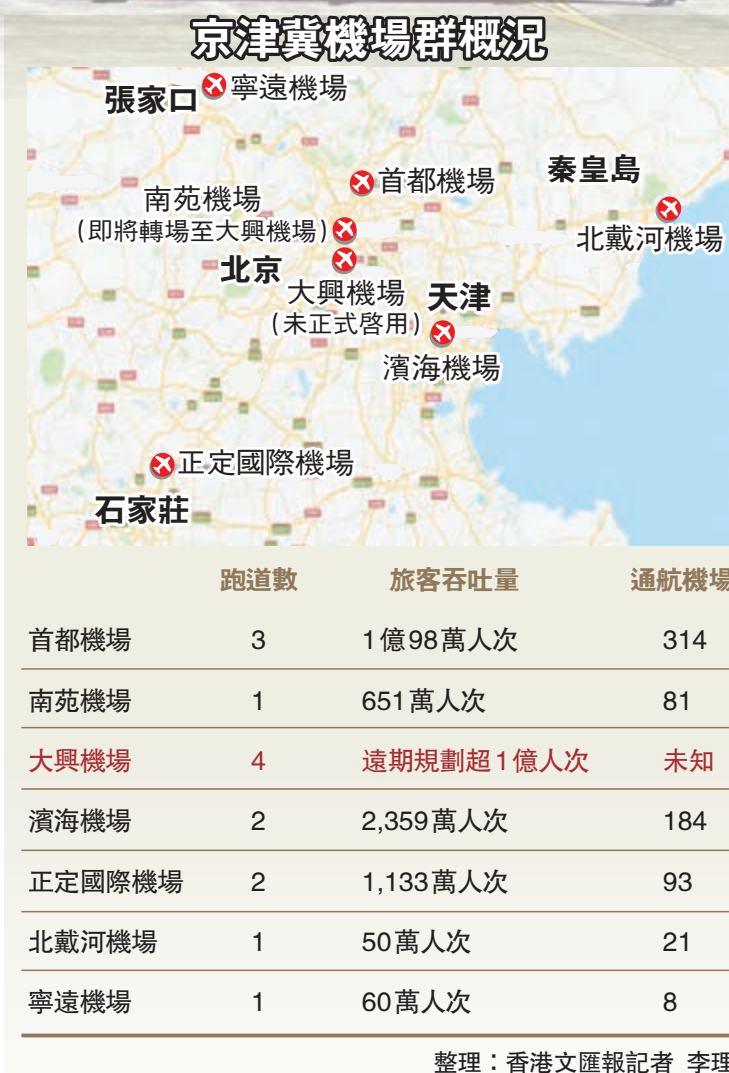 京津冀機場群概況
張家口
寧遠機場
首都機場
秦皇島
南苑機場
(即將轉場至大興機場)
北戴河機場
北京
大興機場
(未正式啓用)
天津
濱海機場
正定國際機場
石家莊
跑道數 旅客吞吐量 通航機場
首都機場 3 1億98萬人次 314
南苑機場 1 651萬人次 81
大興機場 4 遠期規劃超1億人次 未知
濱海機場 2 2,359萬人次 184
正定國際機場 2 1,133萬人次 93
北戴河機場 1 50萬人次 21
寧遠機場 1 60萬人次 8
整理：香港文匯報記者 李理